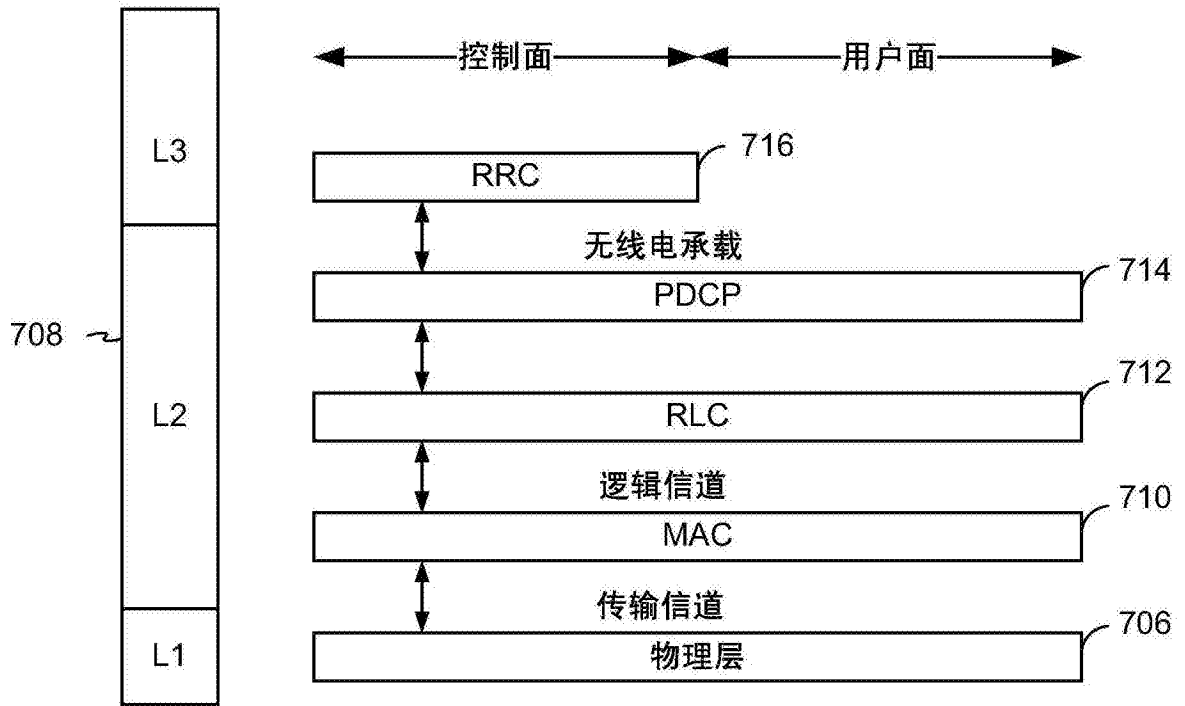 控制面 用户面
L3
RRC 716
无线电承载
PDCP 714
708
L2
RLC 712
逻辑信道
MAC 710
传输信道
L1
物理层 706